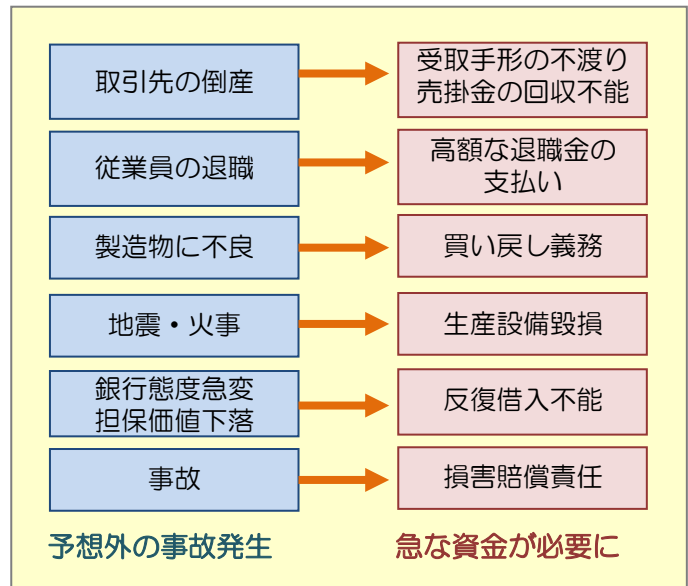 取引先の倒産
受取手形の不渡り
売掛金の回収不能
従業員の退職
高額な退職金の
支払い
製造物に不良
買い戻し義務
地震・火事
生産設備毀損
銀行態度急変
担保価値下落
反復借入不能
事故
損害賠償責任
予想外の事故発生
急な資金が必要に